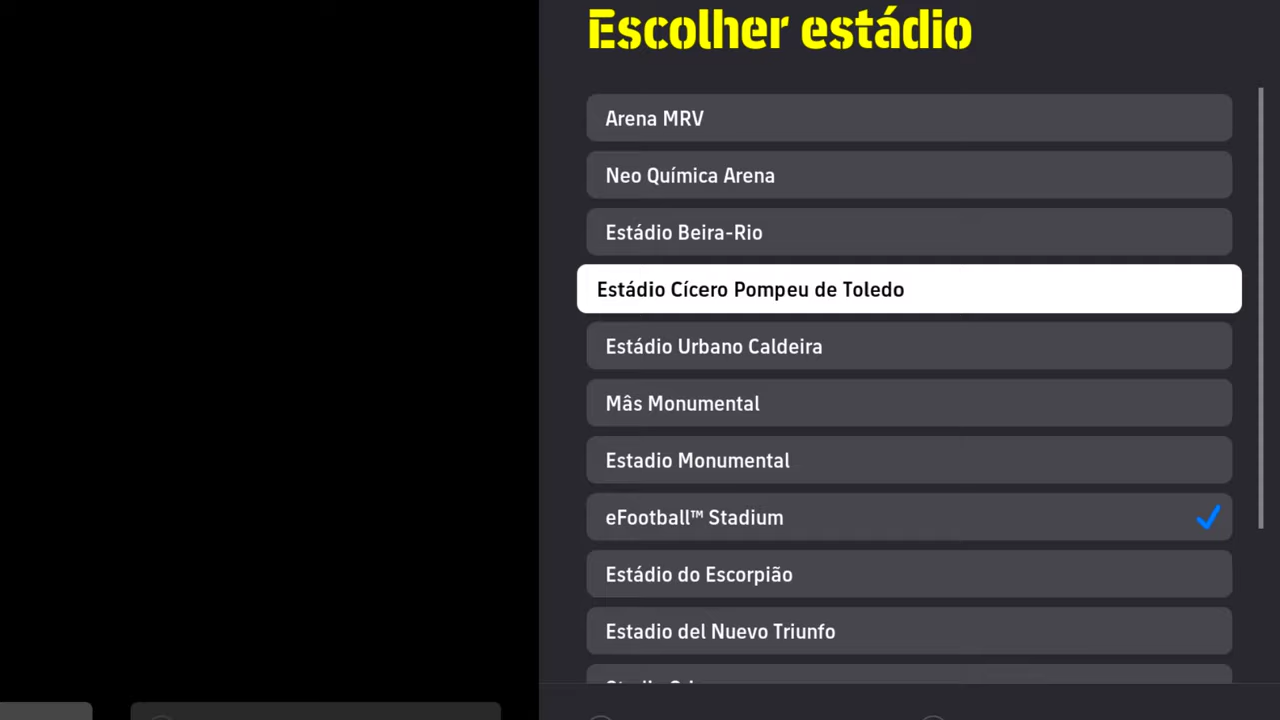 Escolher estádio
Arena MRV
Neo Química Arena
Estádio Beira-Rio
Estádio Cícero Pompeu de Toledo
Estádio Urbano Caldeira
Mâs Monumental
Estadio Monumental
eFootball™ Stadium
Estádio do Escorpião
Estadio del Nuevo Triunfo